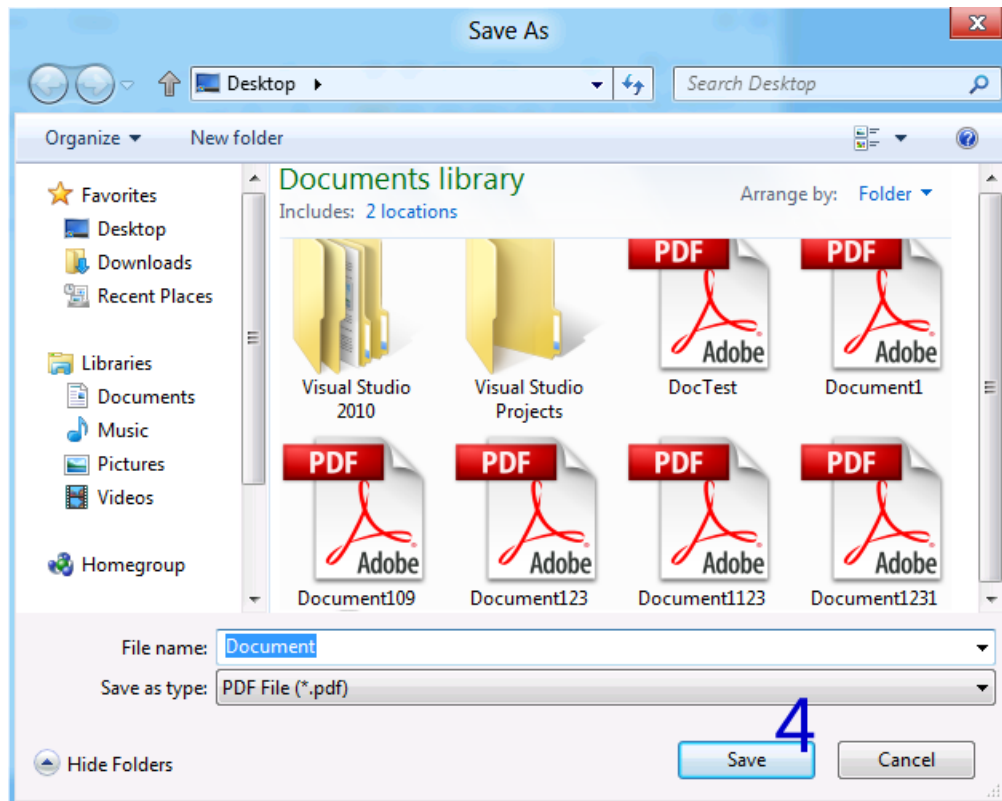 Save As
Desktop
Search Desktop
Organize
New folder
Favorites
Desktop
Downloads
Recent Places
Libraries
Documents
Music
Pictures
Videos
Homegroup
Documents library
Includes: 2 locations
Arrange by: Folder
Visual Studio
2010
Visual Studio
Projects
PDF
Adobe
DocTest
PDF
Adobe
Document1
PDF
Adobe
Document109
PDF
Adobe
Document123
PDF
Adobe
Document1123
PDF
Adobe
Document1231
File name: Document
Save as type: PDF File (*.pdf)
4
Hide Folders
Save
Cancel